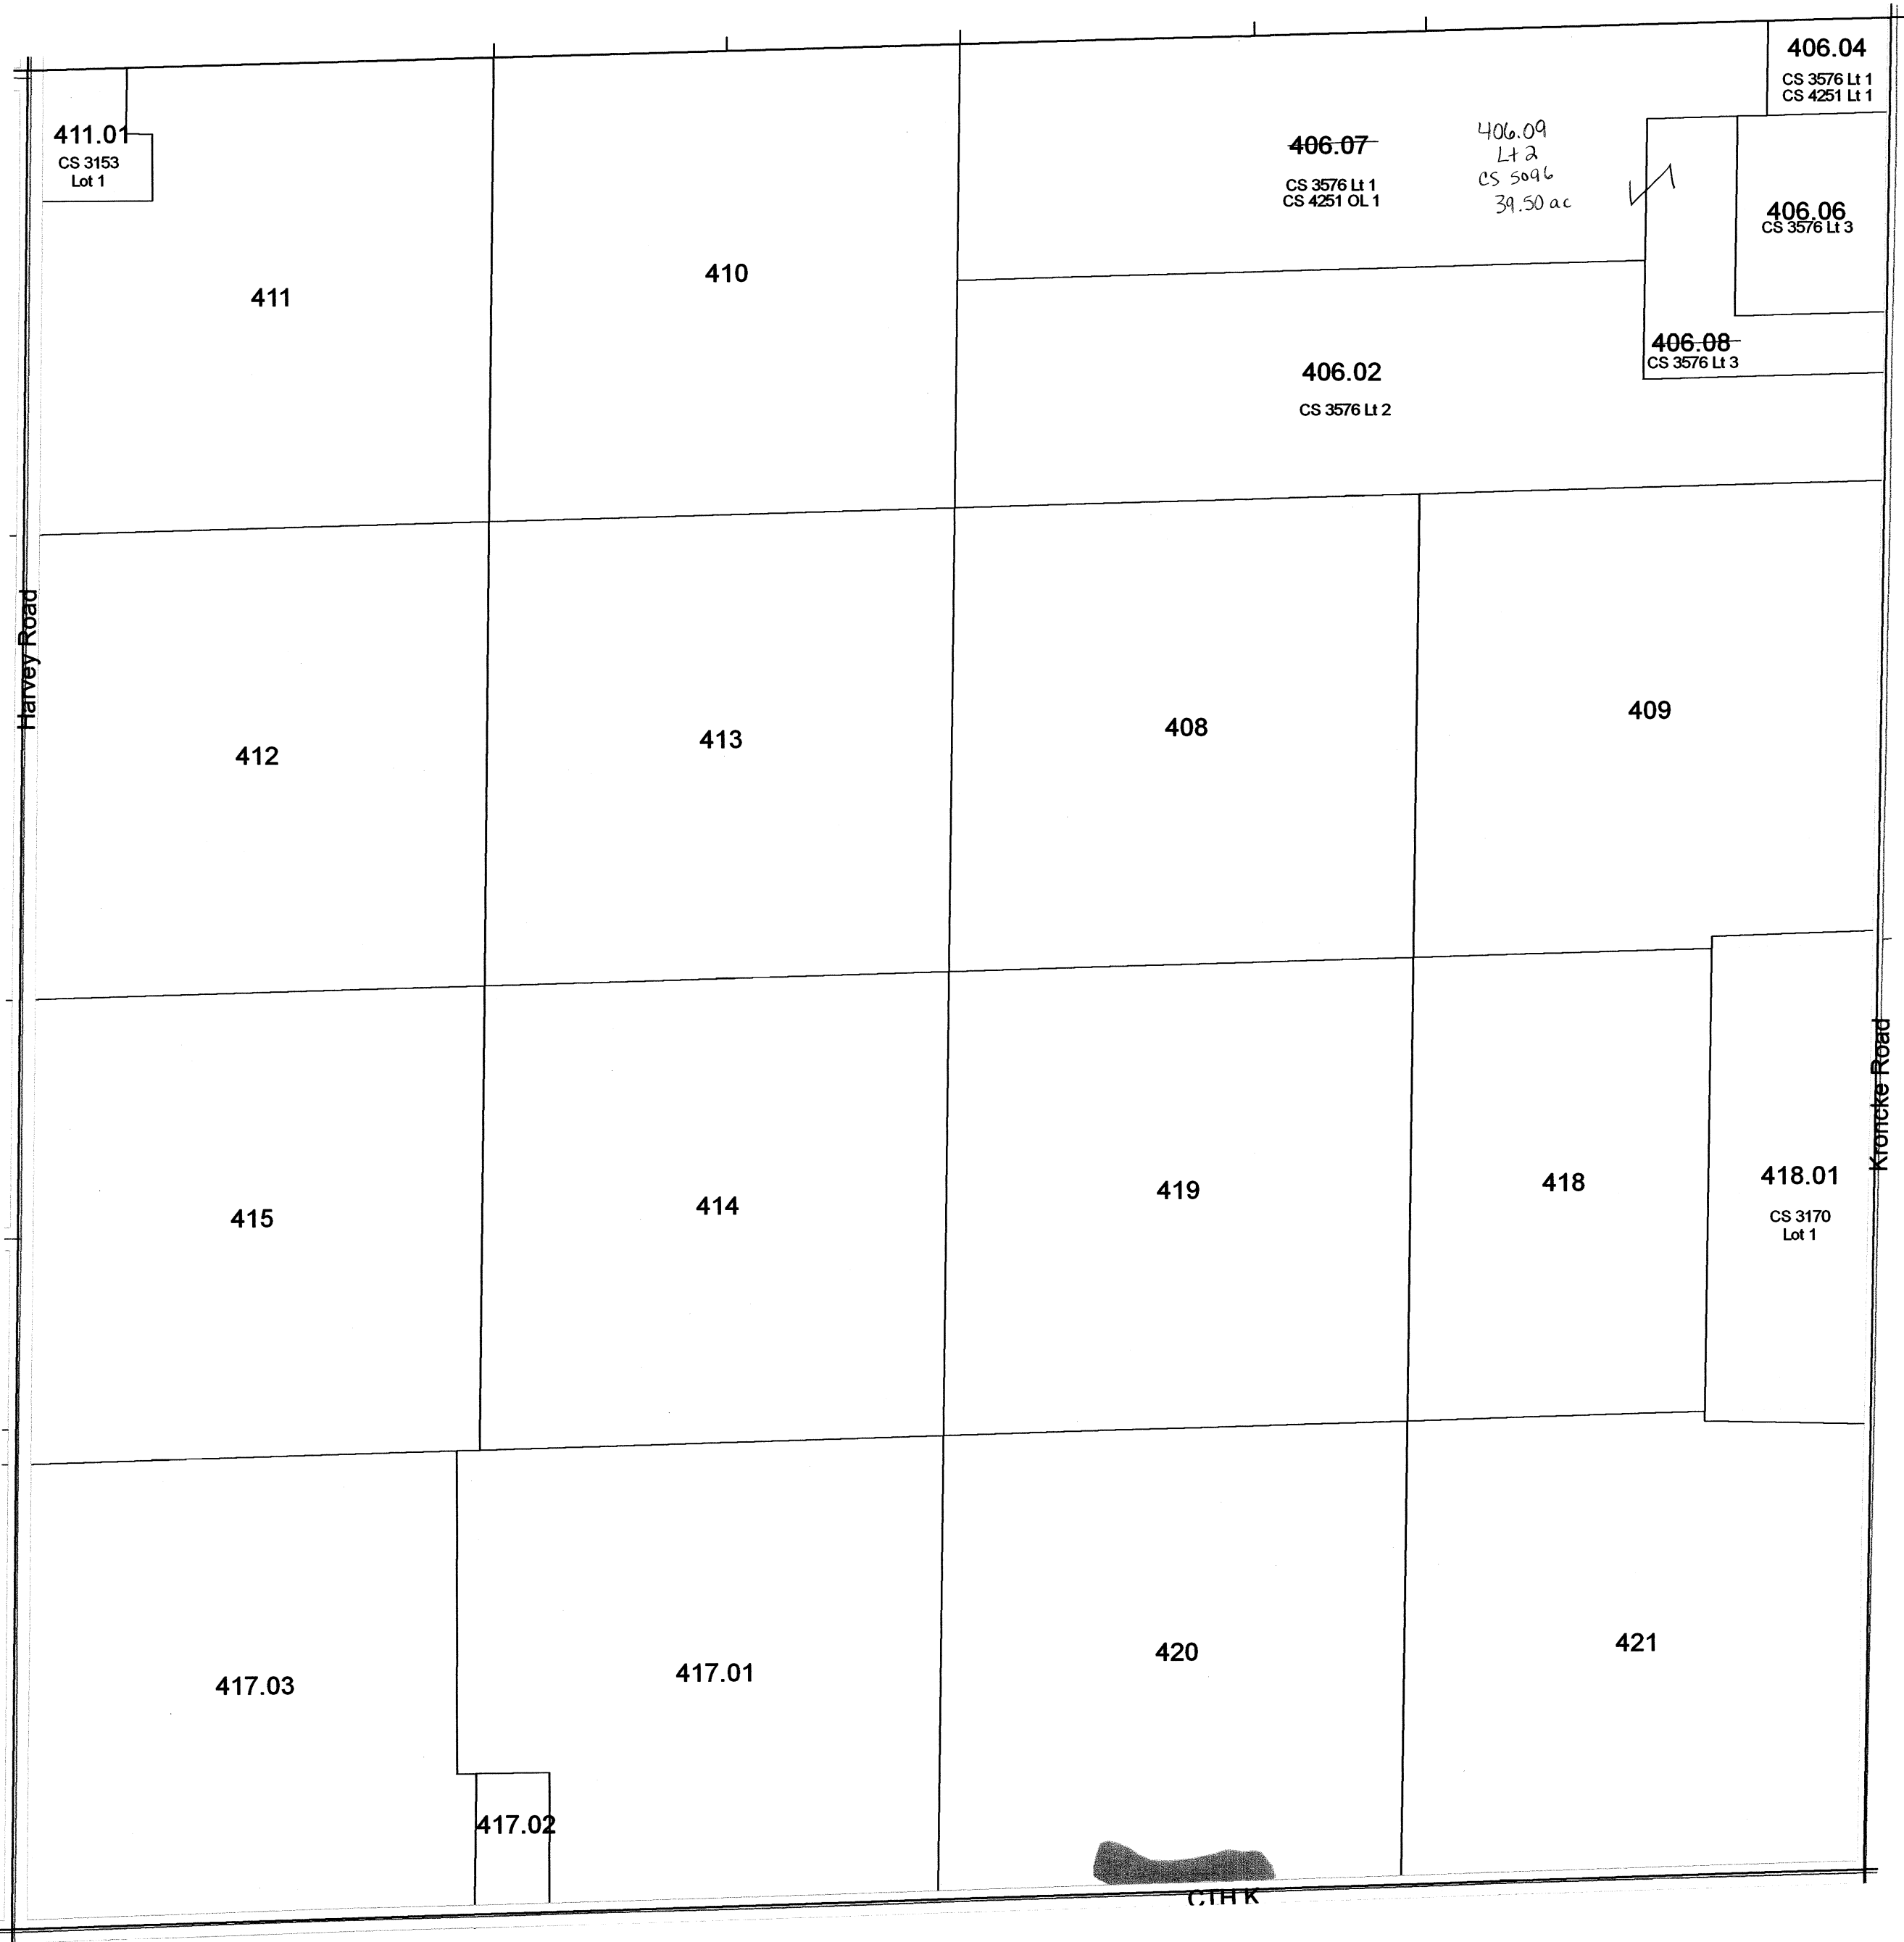 406.04
CS 3576 Lt 1
CS 4251 Lt 1
411.01
CS 3153
Lot 1
406.07
CS 3576 Lt 1
CS 4251 OL 1
406.09
Lt 2
CS 5096
39.50 ac
406.06
CS 3576 Lt 3
411
410
406.08
CS 3576 Lt 3
406.02
CS 3576 Lt 2
Harvey Road
412
413
408
409
Kroncke Road
415
414
419
418
418.01
CS 3170
Lot 1
417.03
417.01
420
421
417.02
CTH K